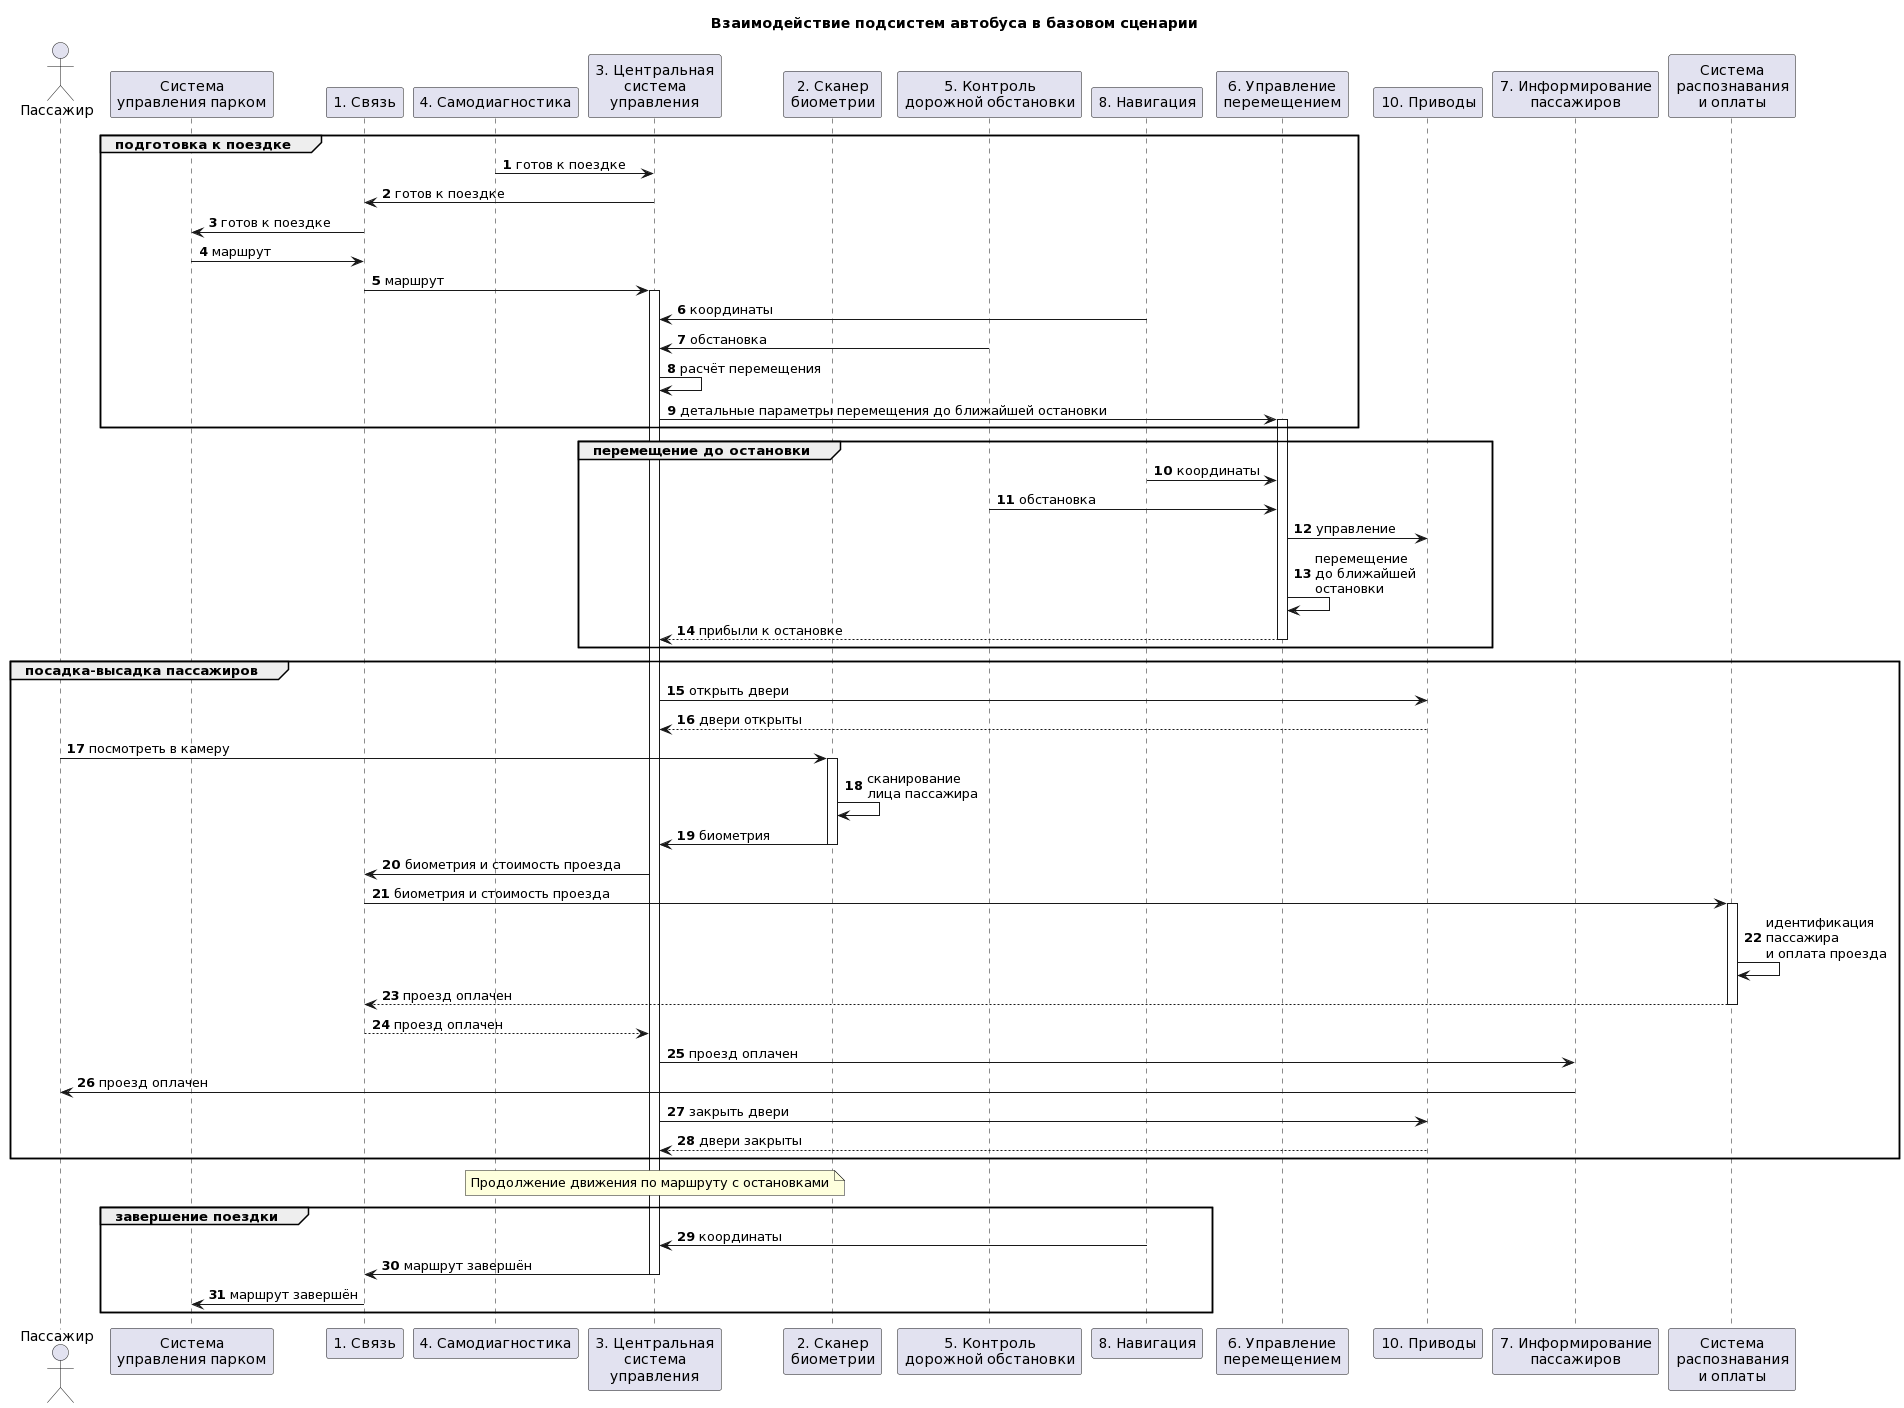 Взаимодействие подсистем автобуса в базовом сценарии
Пассажир
Система
управления парком
1. Связь
4. Самодиагностика
3. Центральная
система
управления
2. Сканер
биометрии
5. Контроль
дорожной обстановки
8. Навигация
6. Управление
перемещением
10. Приводы
7. Информирование
пассажиров
Система
распознавания
и оплаты
подготовка к поездке
1 готов к поездке
2 готов к поездке
3 готов к поездке
4 маршрут
5 маршрут
6 координаты
7 обстановка
8 расчёт перемещения
9 детальные параметры перемещения до ближайшей остановки
перемещение до остановки
10 координаты
11 обстановка
12 управление
перемещение
13 до ближайшей
остановки
14 прибыли к остановке
посадка-высадка пассажиров
15 открыть двери
16 двери открыты
17 посмотреть в камеру
18 сканирование
лица пассажира
19 биометрия
20 биометрия и стоимость проезда
21 биометрия и стоимость проезда
идентификация
22 пассажира
и оплата проезда
23 проезд оплачен
24 проезд оплачен
25 проезд оплачен
26 проезд оплачен
27 закрыть двери
28 двери закрыты
Продолжение движения по маршруту с остановками
завершение поездки
29 координаты
30 маршрут завершён
31 маршрут завершён
Пассажир
Система
управления парком
1. Связь
4. Самодиагностика
3. Центральная
система
управления
2. Сканер
биометрии
5. Контроль
дорожной обстановки
8. Навигация
6. Управление
перемещением
10. Приводы
7. Информирование
пассажиров
Система
распознавания
и оплаты